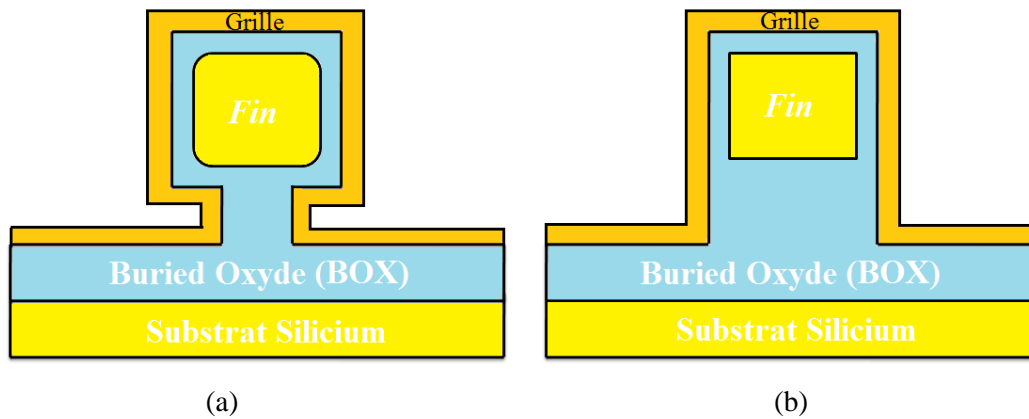 Grille
Fin
Buried Oxyde (BOX)
Substrat Silicium
(a)
Grille
Fin
Buried Oxyde (BOX)
Substrat Silicium
(b)